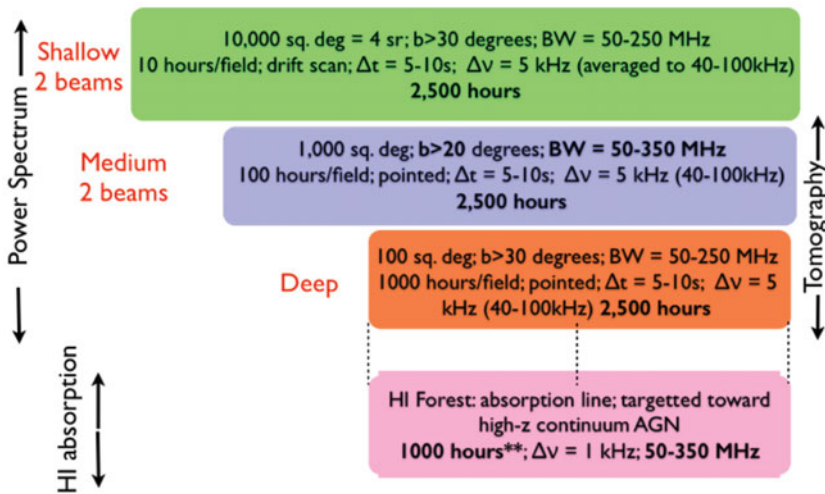 Power Spectrum
Shallow
2 beams
10,000 sq. deg = 4 sr; b>30 degrees; BW = 50-250 MHz
10 hours/field; drift scan; Δt = 5-10s; Δν = 5 kHz (averaged to 40-100kHz)
2,500 hours
Medium
2 beams
1,000 sq. deg; b>20 degrees; BW = 50-350 MHz
100 hours/field; pointed; Δt = 5-10s; Δν = 5 kHz (40-100kHz)
2,500 hours
Tomography
Deep
100 sq. deg; b>30 degrees; BW = 50-250 MHz
1000 hours/field; pointed; Δt = 5-10s; Δν = 5
kHz (40-100kHz) 2,500 hours
HI absorption
HI Forest: absorption line; targetted toward
high-z continuum AGN
1000 hours**; Δν = 1 kHz; 50-350 MHz